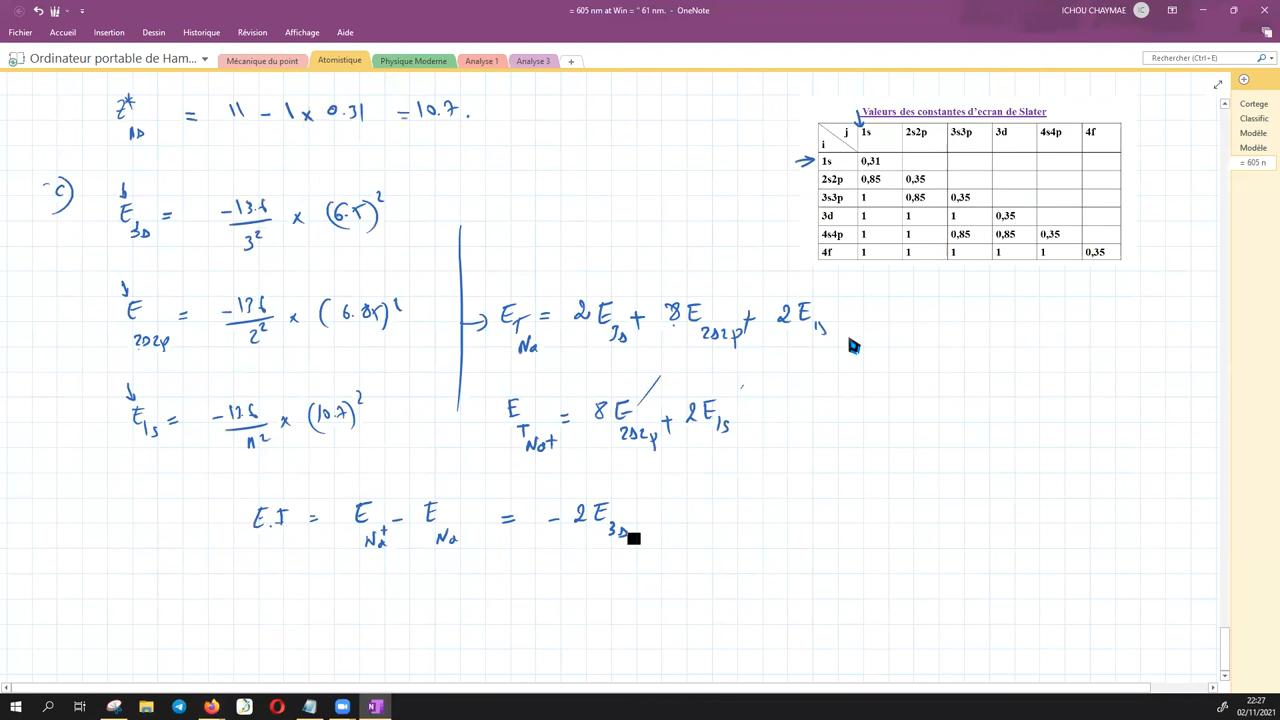 = 605 nm at Win = " 61 nm. - OneNote
ICHOU CHAYMAE IC
Fichier Accueil Insertion Dessin Historique Révision Affichage Aide
Ordinateur portable de Ham...
Mécanique du point Atomistique Physique Moderne Analyse 1 Analyse 3 +
Rechercher (Ctrl+E)
Cortege
Classific
Modèle
Modèle
= 605 n
Z*1s = 11 - 1 x 0.31 = 10.7.
Valeurs des constantes d'ecran de Slater
i j 1s 2s2p 3s3p 3d 4s4p 4f
1s 0,31
2s2p 0,85 0,35
3s3p 1 0,85 0,35
3d 1 1 1 0,35
4s4p 1 1 0,85 0,85 0,35
4f 1 1 1 1 1 0,35
c)
E3s = -13.6/3² x (6.5)²
E2s2p = -13.6/2² x (6.85)²
E1s = -13.6/n² x (10.7)²
→ ET Na = 2E3s + 8E2s2p + 2E1s
ET Na+ = 8E2s2p + 2E1s
E.I = ENa+ - ENa = - 2E3s
22:27
02/11/2021